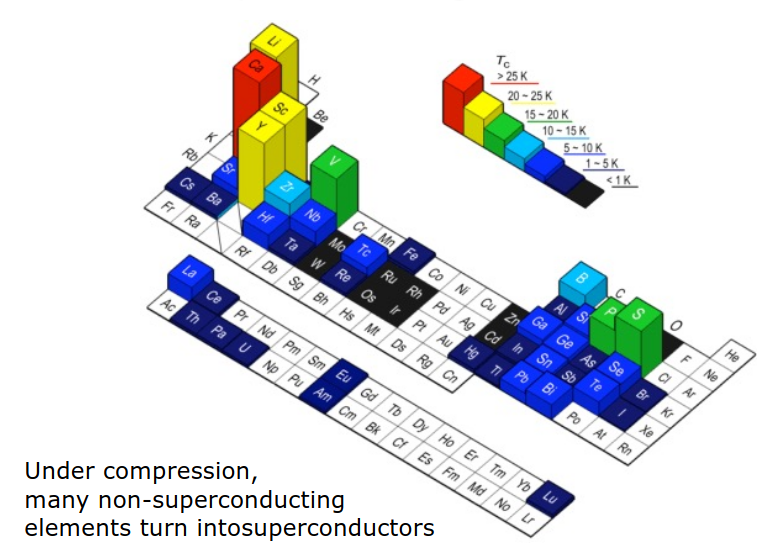 Li
Ca
H
Sc
Be
Y
K
V
Rb
Sr
Zr
Cs
Ba
Nb
Fr
Ra
Hf
Ta
Cr
Mn
Fe
Mo
Tc
W
Re
Ru
Rh
Os
Ir
Co
Ni
Cu
Zn
Rf
Db
Sg
Bh
Hs
Mt
Ds
Rg
Cn
Pt
Au
Pd
Ag
Cd
Hg
B
C
O
Al
Si
P
S
Ga
Ge
As
Se
In
Sn
Sb
Te
Tl
Pb
Bi
Po
At
Rn
Br
I
F
Cl
Ne
He
Ar
Kr
Xe
La
Ce
Pr
Nd
Pm
Sm
Eu
Gd
Tb
Dy
Ho
Er
Tm
Yb
Lu
Ac
Th
Pa
U
Np
Pu
Am
Cm
Bk
Cf
Es
Fm
Md
No
Lr
Tc
> 25 K
20 ~ 25 K
15 ~ 20 K
10 ~ 15 K
5 ~ 10 K
1 ~ 5 K
< 1 K
Under compression,
many non-superconducting
elements turn intosuperconductors